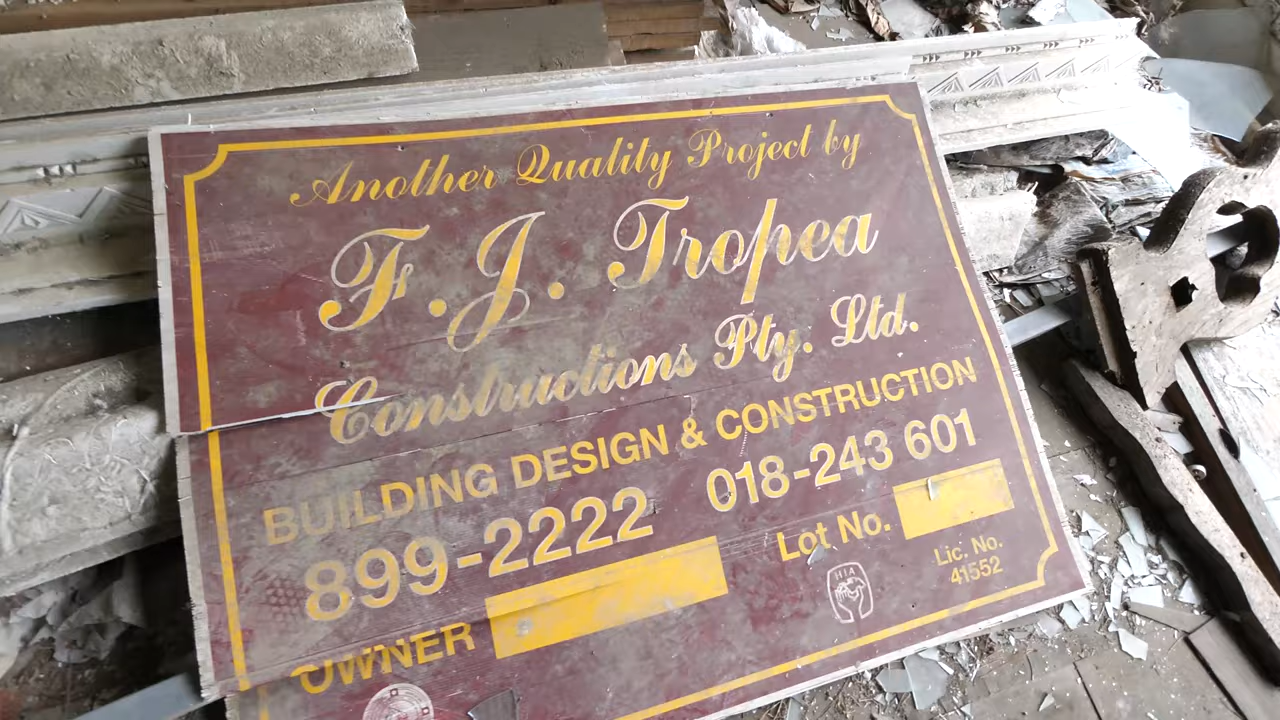 Another Quality Project by
F.J. Tropea
Constructions Pty. Ltd.
BUILDING DESIGN & CONSTRUCTION
899-2222 018-243 601
Lot No.
Lic. No.
41552
HIA
OWNER